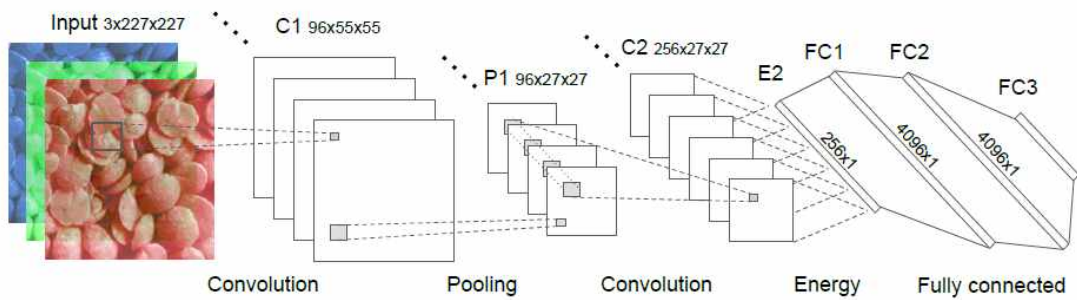 Input 3x227x227
C1 96x55x55
P1 96x27x27
C2 256x27x27
E2
FC1
FC2
FC3
256x1
4096x1
4096x1
Convolution
Pooling
Convolution
Energy
Fully connected